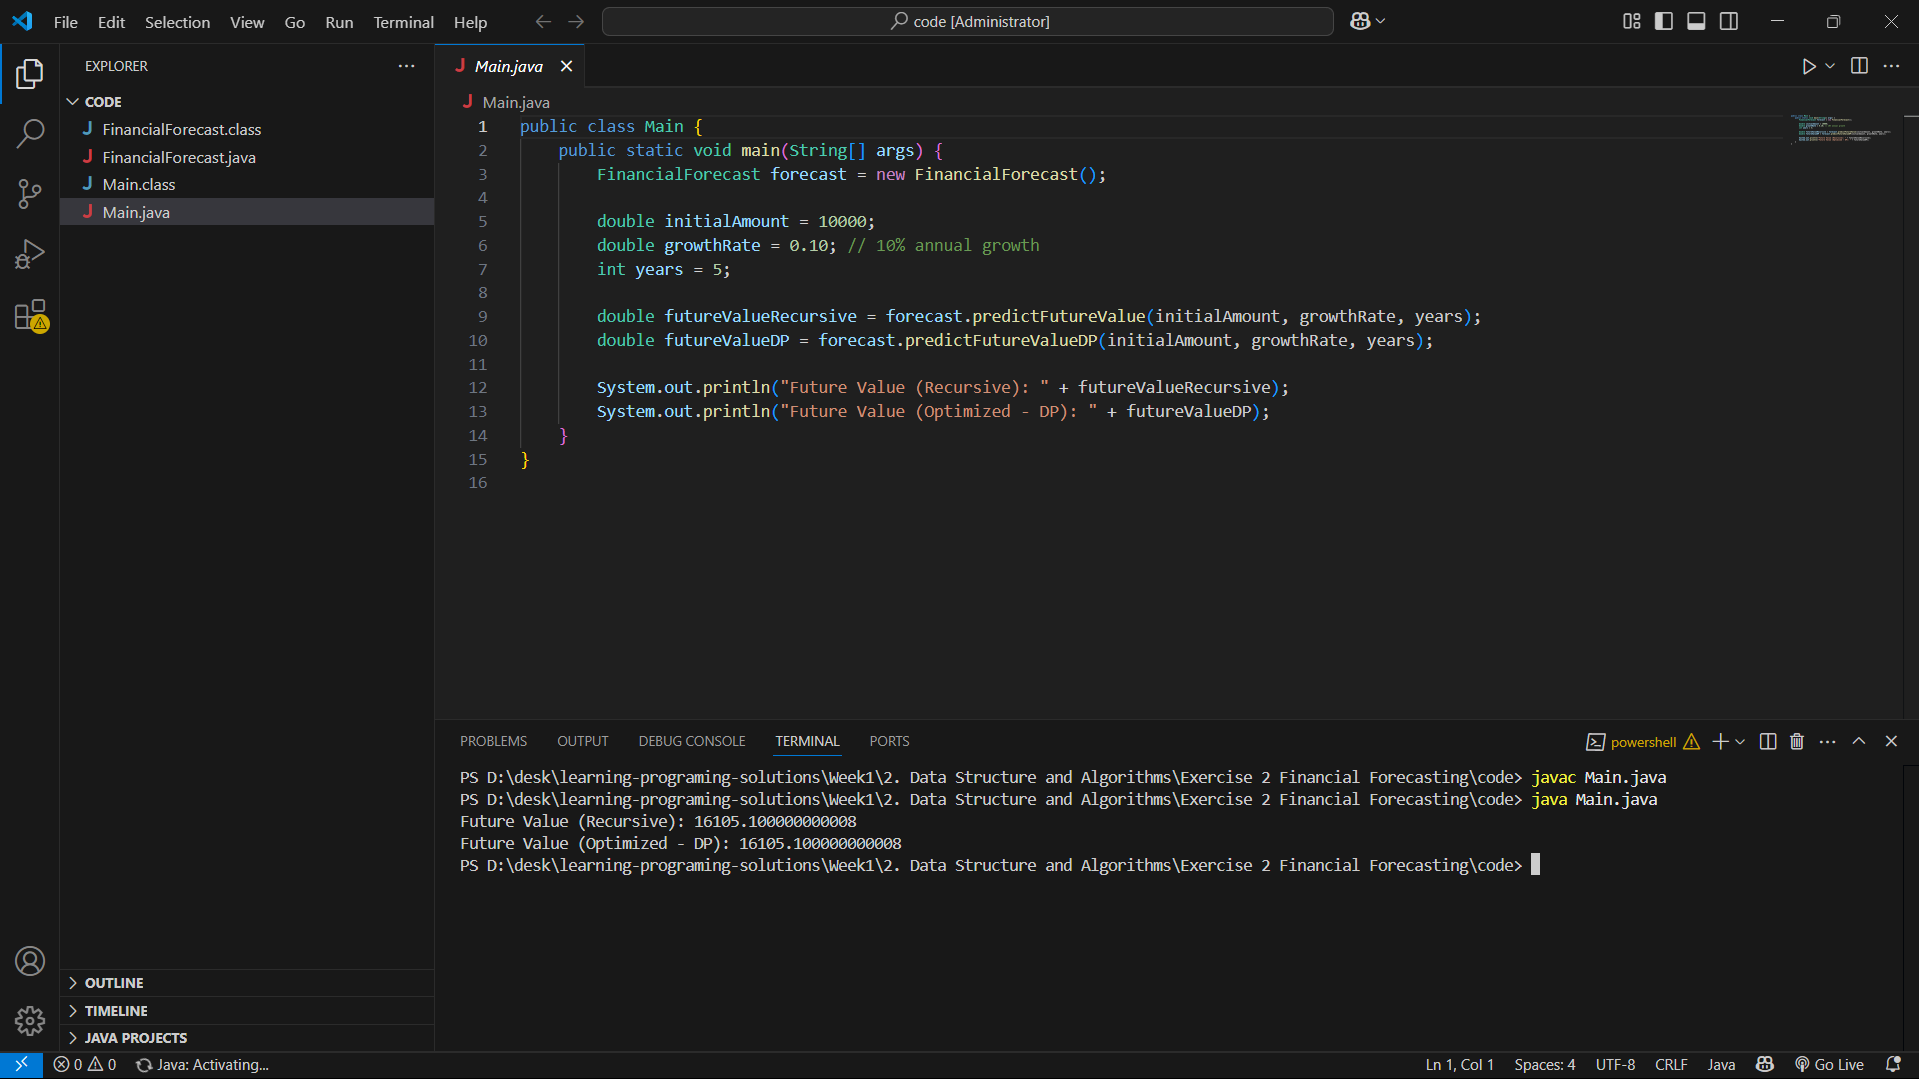 File Edit Selection View Go Run Terminal Help
code [Administrator]
EXPLORER
CODE
J FinancialForecast.class
J FinancialForecast.java
J Main.class
J Main.java
J Main.java
J Main.java
1 public class Main {
2 public static void main(String[] args) {
3 FinancialForecast forecast = new FinancialForecast();
4
5 double initialAmount = 10000;
6 double growthRate = 0.10; // 10% annual growth
7 int years = 5;
8
9 double futureValueRecursive = forecast.predictFutureValue(initialAmount, growthRate, years);
10 double futureValueDP = forecast.predictFutureValueDP(initialAmount, growthRate, years);
11
12 System.out.println("Future Value (Recursive): " + futureValueRecursive);
13 System.out.println("Future Value (Optimized - DP): " + futureValueDP);
14 }
15 }
16
PROBLEMS OUTPUT DEBUG CONSOLE TERMINAL PORTS
powershell
PS D:\desk\learning-programing-solutions\Week1\2. Data Structure and Algorithms\Exercise 2 Financial Forecasting\code> javac Main.java
PS D:\desk\learning-programing-solutions\Week1\2. Data Structure and Algorithms\Exercise 2 Financial Forecasting\code> java Main.java
Future Value (Recursive): 16105.100000000008
Future Value (Optimized - DP): 16105.100000000008
PS D:\desk\learning-programing-solutions\Week1\2. Data Structure and Algorithms\Exercise 2 Financial Forecasting\code>
OUTLINE
TIMELINE
JAVA PROJECTS
0 0 Java: Activating...
Ln 1, Col 1 Spaces: 4 UTF-8 CRLF Java Go Live